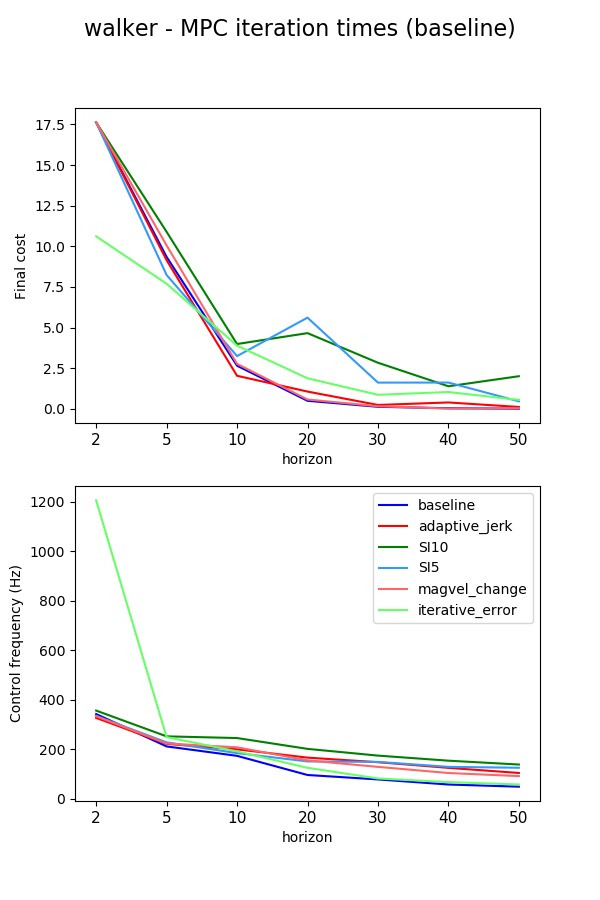 walker - MPC iteration times (baseline)
17.5
15.0
12.5
10.0
7.5
5.0
2.5
0.0
Final cost
2 5 10 20 30 40 50
horizon
1200
1000
800
600
400
200
0
Control frequency (Hz)
baseline
adaptive_jerk
SI10
SI5
magvel_change
iterative_error
2 5 10 20 30 40 50
horizon